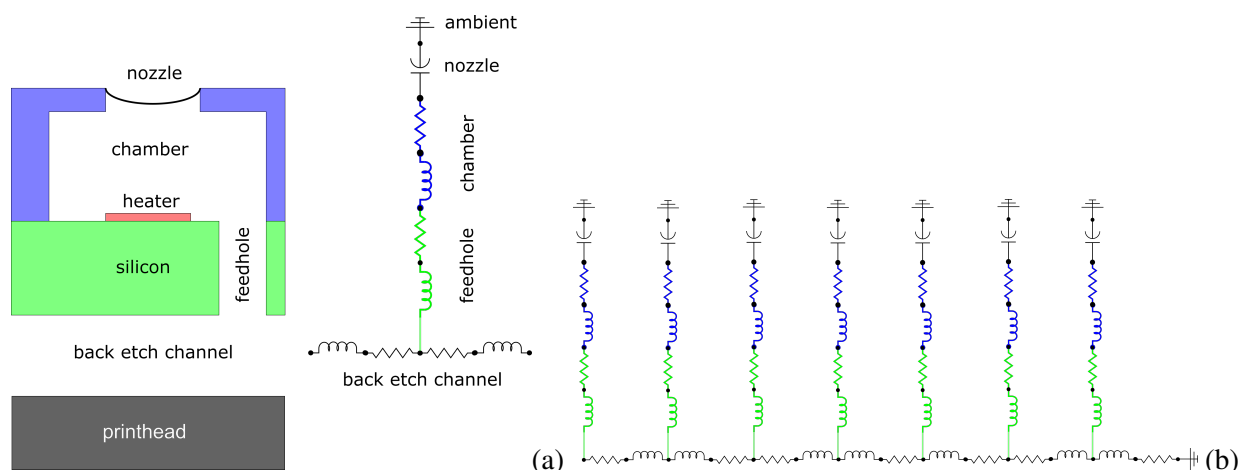 nozzle
chamber
heater
silicon
feedhole
back etch channel
printhead
ambient
nozzle
chamber
feedhole
back etch channel
(a)
(b)